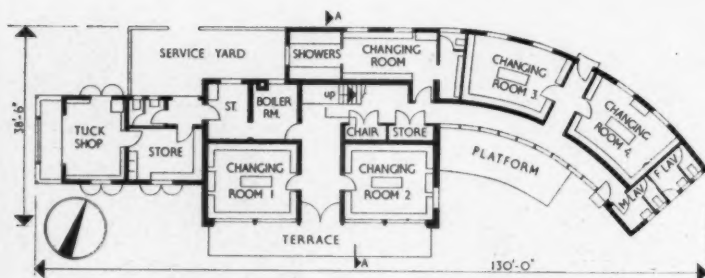 A
SERVICE YARD
SHOWERS
CHANGING
ROOM
CHANGING
ROOM 3
CHANGING
ROOM 4
38'-6"
TUCK
SHOP
STORE
ST.
BOILER
RM.
up
CHAIR
STORE
PLATFORM
CHANGING
ROOM 1
CHANGING
ROOM 2
M LAV
F LAV
TERRACE
A
130'-0"